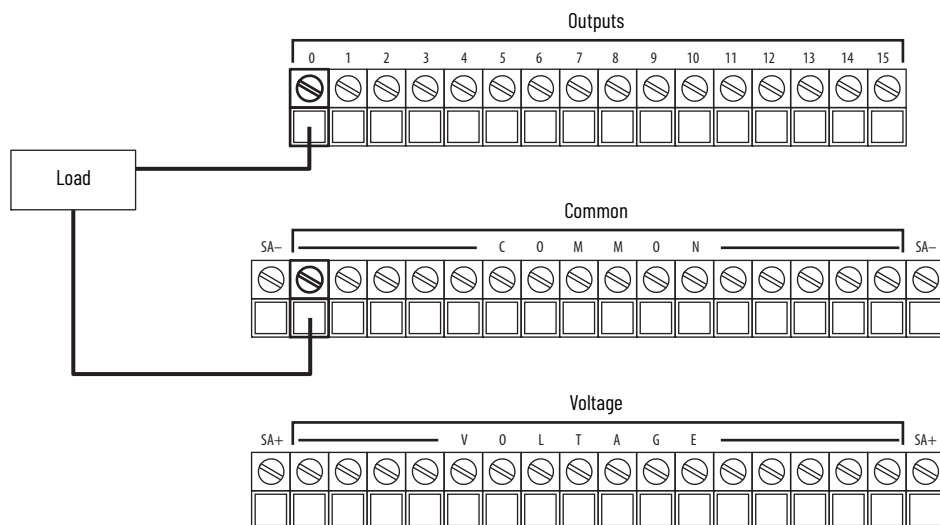 Outputs
0 1 2 3 4 5 6 7 8 9 10 11 12 13 14 15
Load
Common
SA– C O M M O N SA–
Voltage
SA+ V O L T A G E SA+